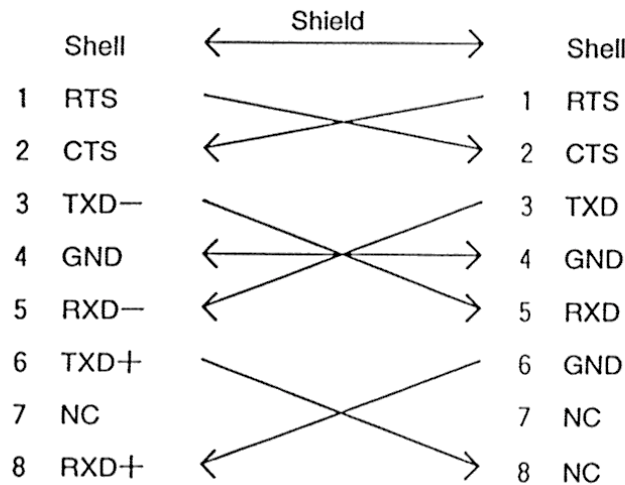 Shield
Shell Shell
1 RTS 1 RTS
2 CTS 2 CTS
3 TXD— 3 TXD
4 GND 4 GND
5 RXD— 5 RXD
6 TXD+ 6 GND
7 NC 7 NC
8 RXD+ 8 NC